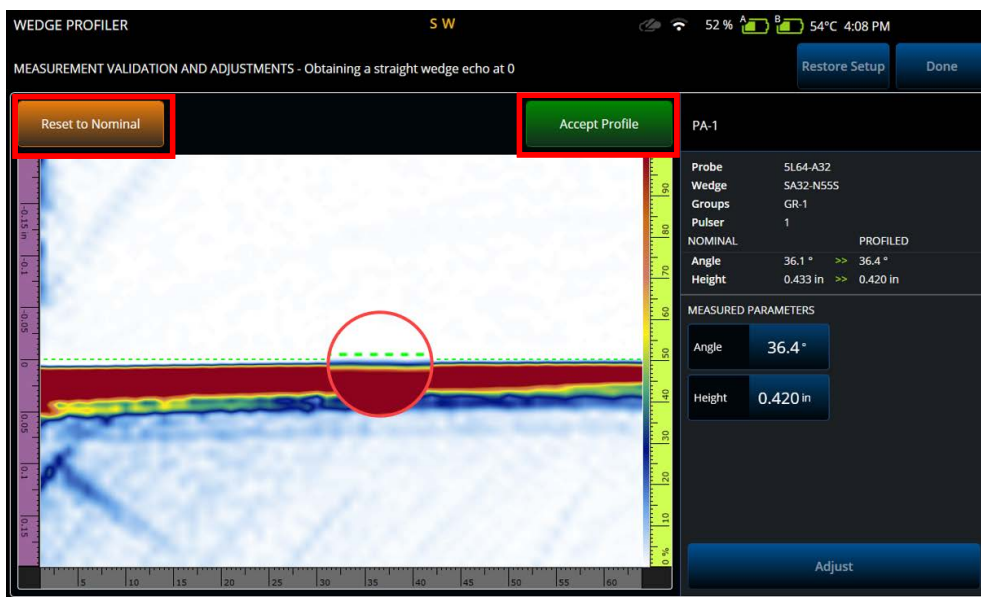 WEDGE PROFILER S W 52 % A B 54°C 4:08 PM
MEASUREMENT VALIDATION AND ADJUSTMENTS - Obtaining a straight wedge echo at 0
Restore Setup Done
Reset to Nominal
Accept Profile
PA-1
Probe 5L64-A32
Wedge SA32-N55S
Groups GR-1
Pulser 1
NOMINAL PROFILED
Angle 36.1 ° >> 36.4 °
Height 0.433 in >> 0.420 in
MEASURED PARAMETERS
Angle 36.4 °
Height 0.420 in
Adjust
-0.15 in
-0.1
-0.05
0
0.05
0.1
0.15
90
80
70
60
50
40
30
20
10
0 %
5 10 15 20 25 30 35 40 45 50 55 60